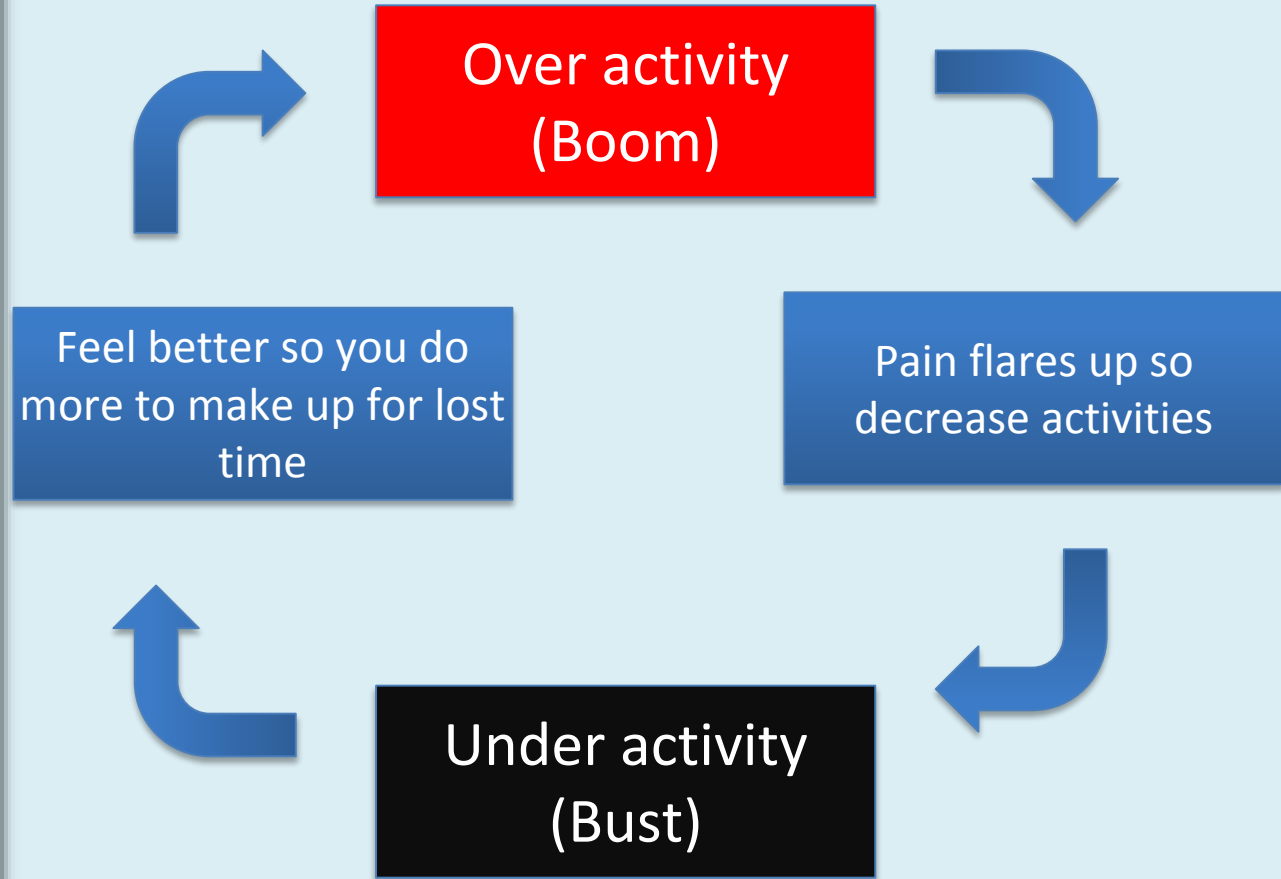 Over activity
(Boom)
Feel better so you do
more to make up for lost
time
Pain flares up so
decrease activities
Under activity
(Bust)